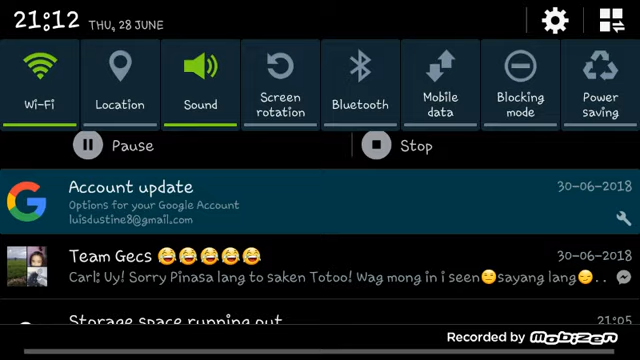 21:12 THU, 28 JUNE
Wi-Fi
Location
Sound
Screen rotation
Bluetooth
Mobile data
Blocking mode
Power saving
Pause
Stop
Account update 30-06-2018
Options for your Google Account
luisdustine8@gmail.com
Team Gecs 😂😂😂😂😂 30-06-2018
Carl: Uy! Sorry Pinasa lang to saken Totoo! Wag mong in i seen😑sayang lang😔. .
Storage space running out 21:05
Recorded by mobizen